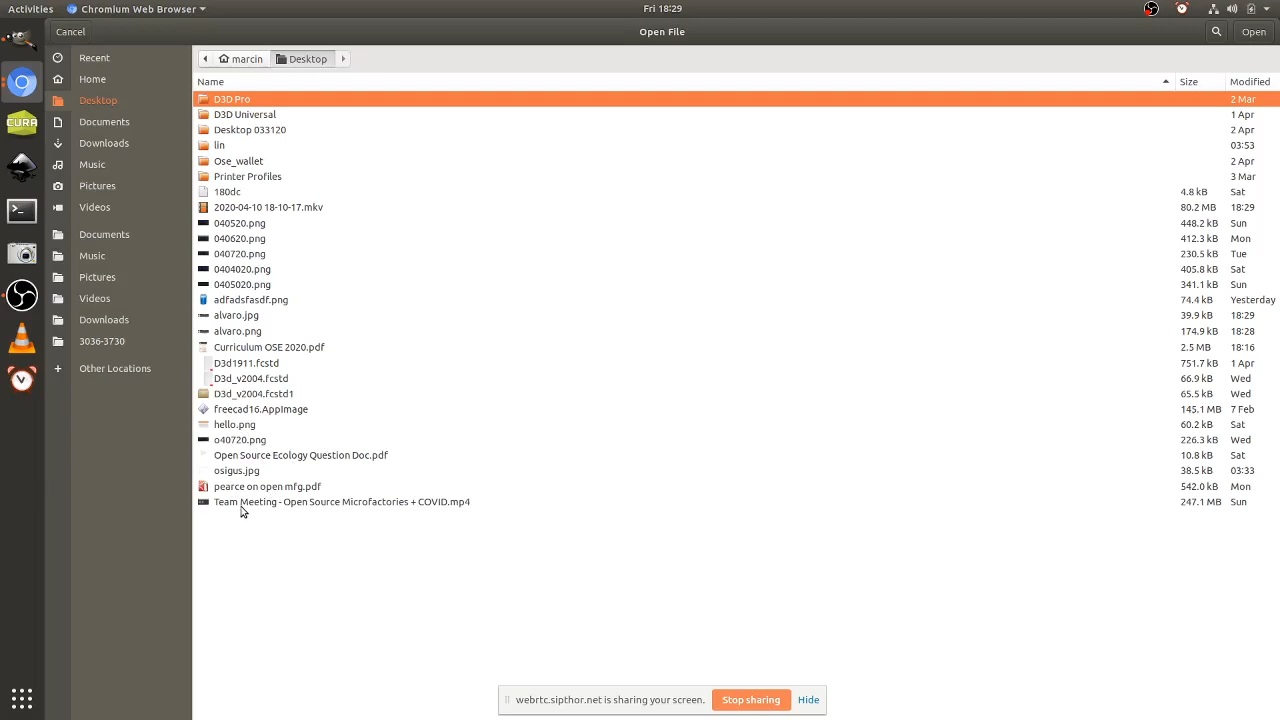 Activities Chromium Web Browser Fri 18:29
Cancel Open File Open
Recent
Home
Desktop
Documents
Downloads
Music
Pictures
Videos
Documents
Music
Pictures
Videos
Downloads
3036-3730
Other Locations
CURA
marcin Desktop
Name Size Modified
D3D Pro 2 Mar
D3D Universal 1 Apr
Desktop 033120 2 Apr
lin 03:53
Ose_wallet 2 Apr
Printer Profiles 3 Mar
180dc 4.8 kB Sat
2020-04-10 18-10-17.mkv 80.2 MB 18:29
040520.png 448.2 kB Sun
040620.png 412.3 kB Mon
040720.png 230.5 kB Tue
0404020.png 405.8 kB Sat
0405020.png 341.1 kB Sun
adfadsfasdf.png 74.4 kB Yesterday
alvaro.jpg 39.9 kB 18:29
alvaro.png 174.9 kB 18:28
Curriculum OSE 2020.pdf 2.5 MB 18:16
D3d1911.fcstd 751.7 kB 1 Apr
D3d_v2004.fcstd 66.9 kB Wed
D3d_v2004.fcstd1 65.5 kB Wed
freecad16.AppImage 145.1 MB 7 Feb
hello.png 60.2 kB Sat
o40720.png 226.3 kB Wed
Open Source Ecology Question Doc.pdf 10.8 kB Sat
osigus.jpg 38.5 kB 03:33
pearce on open mfg.pdf 542.0 kB Mon
Team Meeting - Open Source Microfactories + COVID.mp4 247.1 MB Sun
webrtc.sipthor.net is sharing your screen. Stop sharing Hide